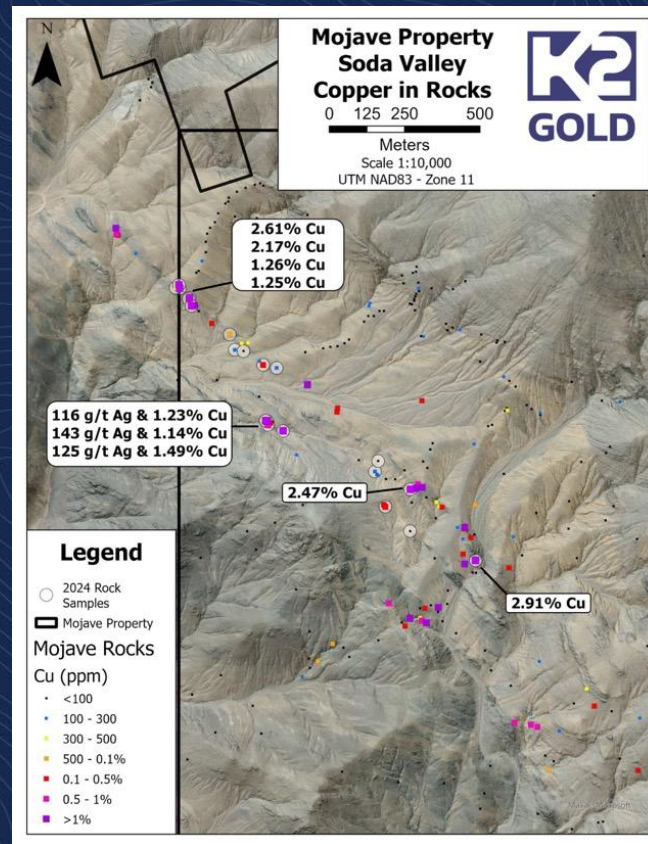 N
Mojave Property
Soda Valley
Copper in Rocks
0 125 250 500
Meters
Scale 1:10,000
UTM NAD83 - Zone 11
K2
GOLD
2.61% Cu
2.17% Cu
1.26% Cu
1.25% Cu
116 g/t Ag & 1.23% Cu
143 g/t Ag & 1.14% Cu
125 g/t Ag & 1.49% Cu
2.47% Cu
2.91% Cu
Legend
2024 Rock
Samples
Mojave Property
Mojave Rocks
Cu (ppm)
<100
100 - 300
300 - 500
500 - 0.1%
0.1 - 0.5%
0.5 - 1%
>1%